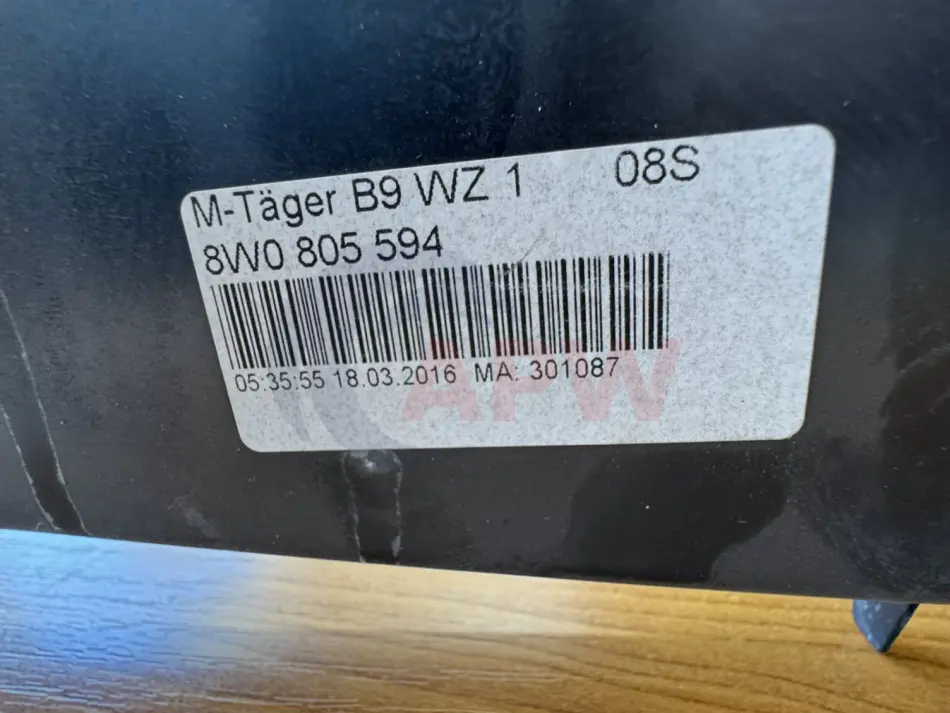 M-Täger B9 WZ 1 08S
8W0 805 594
05:35:55 18.03.2016 MA: 301087
APW